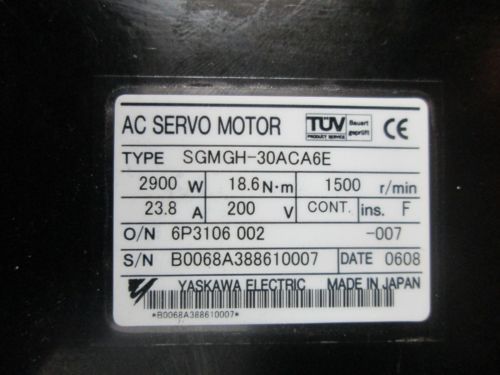 AC SERVO MOTOR TÜV Bauart geprüft PRODUCT SERVICE CE
TYPE SGMGH-30ACA6E
2900 W 18.6 N·m 1500 r/min
23.8 A 200 V CONT. ins. F
O/N 6P3106 002 -007
S/N B0068A388610007 DATE 0608
YASKAWA ELECTRIC MADE IN JAPAN
*B0068A388610007*